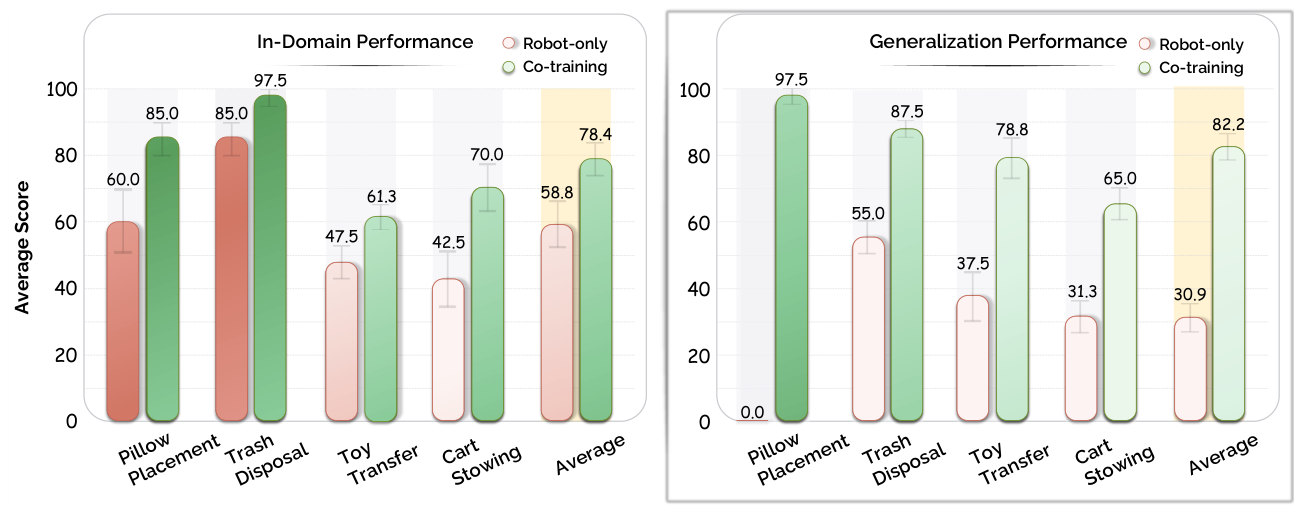 In-Domain Performance
Robot-only
Co-training
Average Score
100
80
60
40
20
0
60.0
85.0
85.0
97.5
47.5
61.3
42.5
70.0
58.8
78.4
Pillow
Placement
Trash
Disposal
Toy
Transfer
Cart
Stowing
Average
Generalization Performance
Robot-only
Co-training
100
80
60
40
20
0
0.0
97.5
55.0
87.5
37.5
78.8
31.3
65.0
30.9
82.2
Pillow
Placement
Trash
Disposal
Toy
Transfer
Cart
Stowing
Average